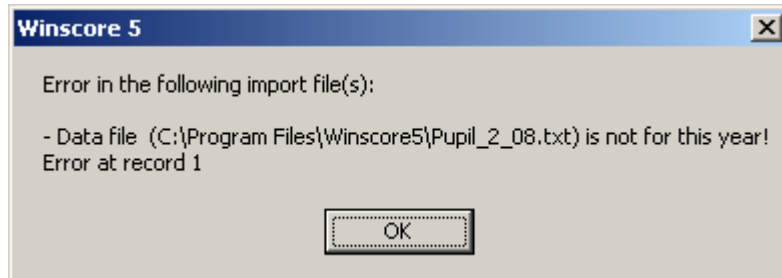 Winscore 5
Error in the following import file(s):
- Data file (C:\Program Files\Winscore5\Pupil_2_08.txt) is not for this year!
Error at record 1
OK